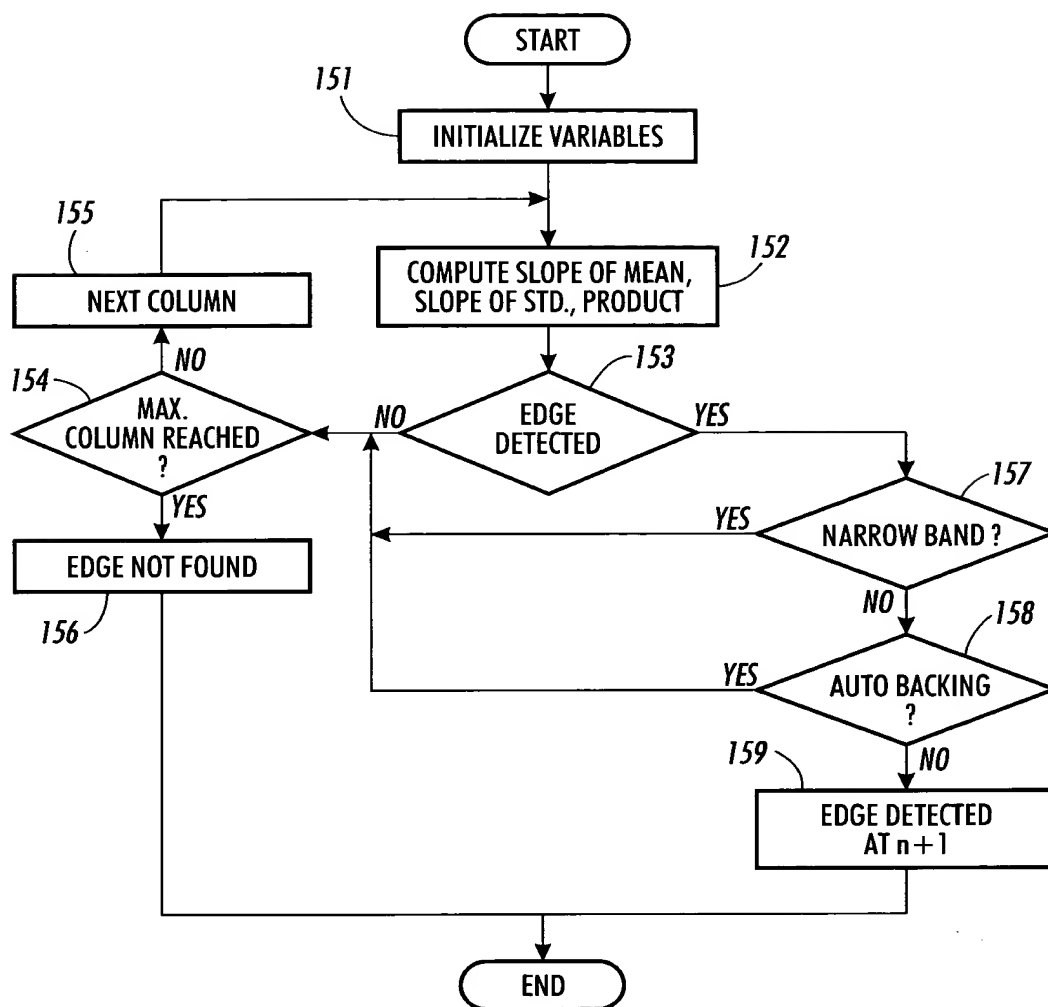 START
151
INITIALIZE VARIABLES
155
NEXT COLUMN
152
COMPUTE SLOPE OF MEAN,
SLOPE OF STD., PRODUCT
NO
154
MAX.
COLUMN REACHED
?
NO
153
EDGE
DETECTED
YES
YES
157
NARROW BAND ?
YES
EDGE NOT FOUND
156
NO
158
AUTO BACKING
?
YES
NO
159
EDGE DETECTED
AT n+1
END